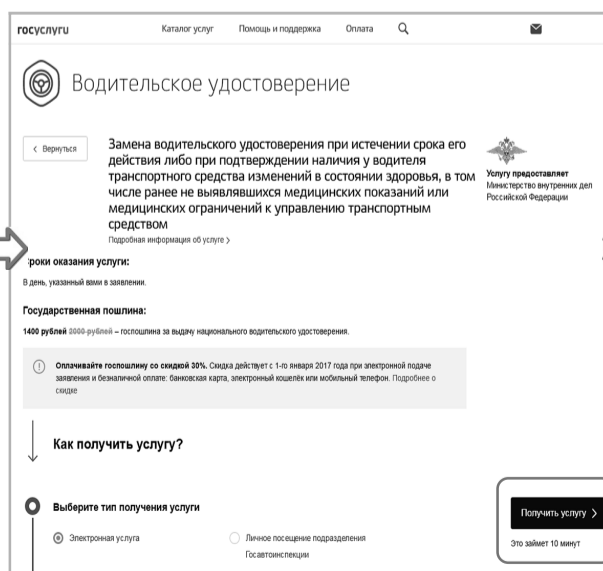 госуслуги Каталог услуг Помощь и поддержка Оплата
Водительское удостоверение
Вернуться
Замена водительского удостоверения при истечении срока его
действия либо при подтверждении наличия у водителя
транспортного средства изменений в состоянии здоровья, в том
числе ранее не выявлявшихся медицинских показаний или
медицинских ограничений к управлению транспортным
средством
Подробная информация об услуге >
Услугу предоставляет
Министерство внутренних дел
Российской Федерации
роки оказания услуги:
В день, указанный вами в заявлении.
Государственная пошлина:
1400 рублей 2000 рублей – госпошлина за выдачу национального водительского удостоверения.
Оплачивайте госпошлину со скидкой 30%. Скидка действует с 1-го января 2017 года при электронной подаче
заявления и безналичной оплате: банковская карта, электронный кошелёк или мобильный телефон. Подробнее о
скидке
Как получить услугу?
Выберите тип получения услуги
Электронная услуга
Личное посещение подразделения
Госавтоинспекции
Получить услугу >
Это займет 10 минут